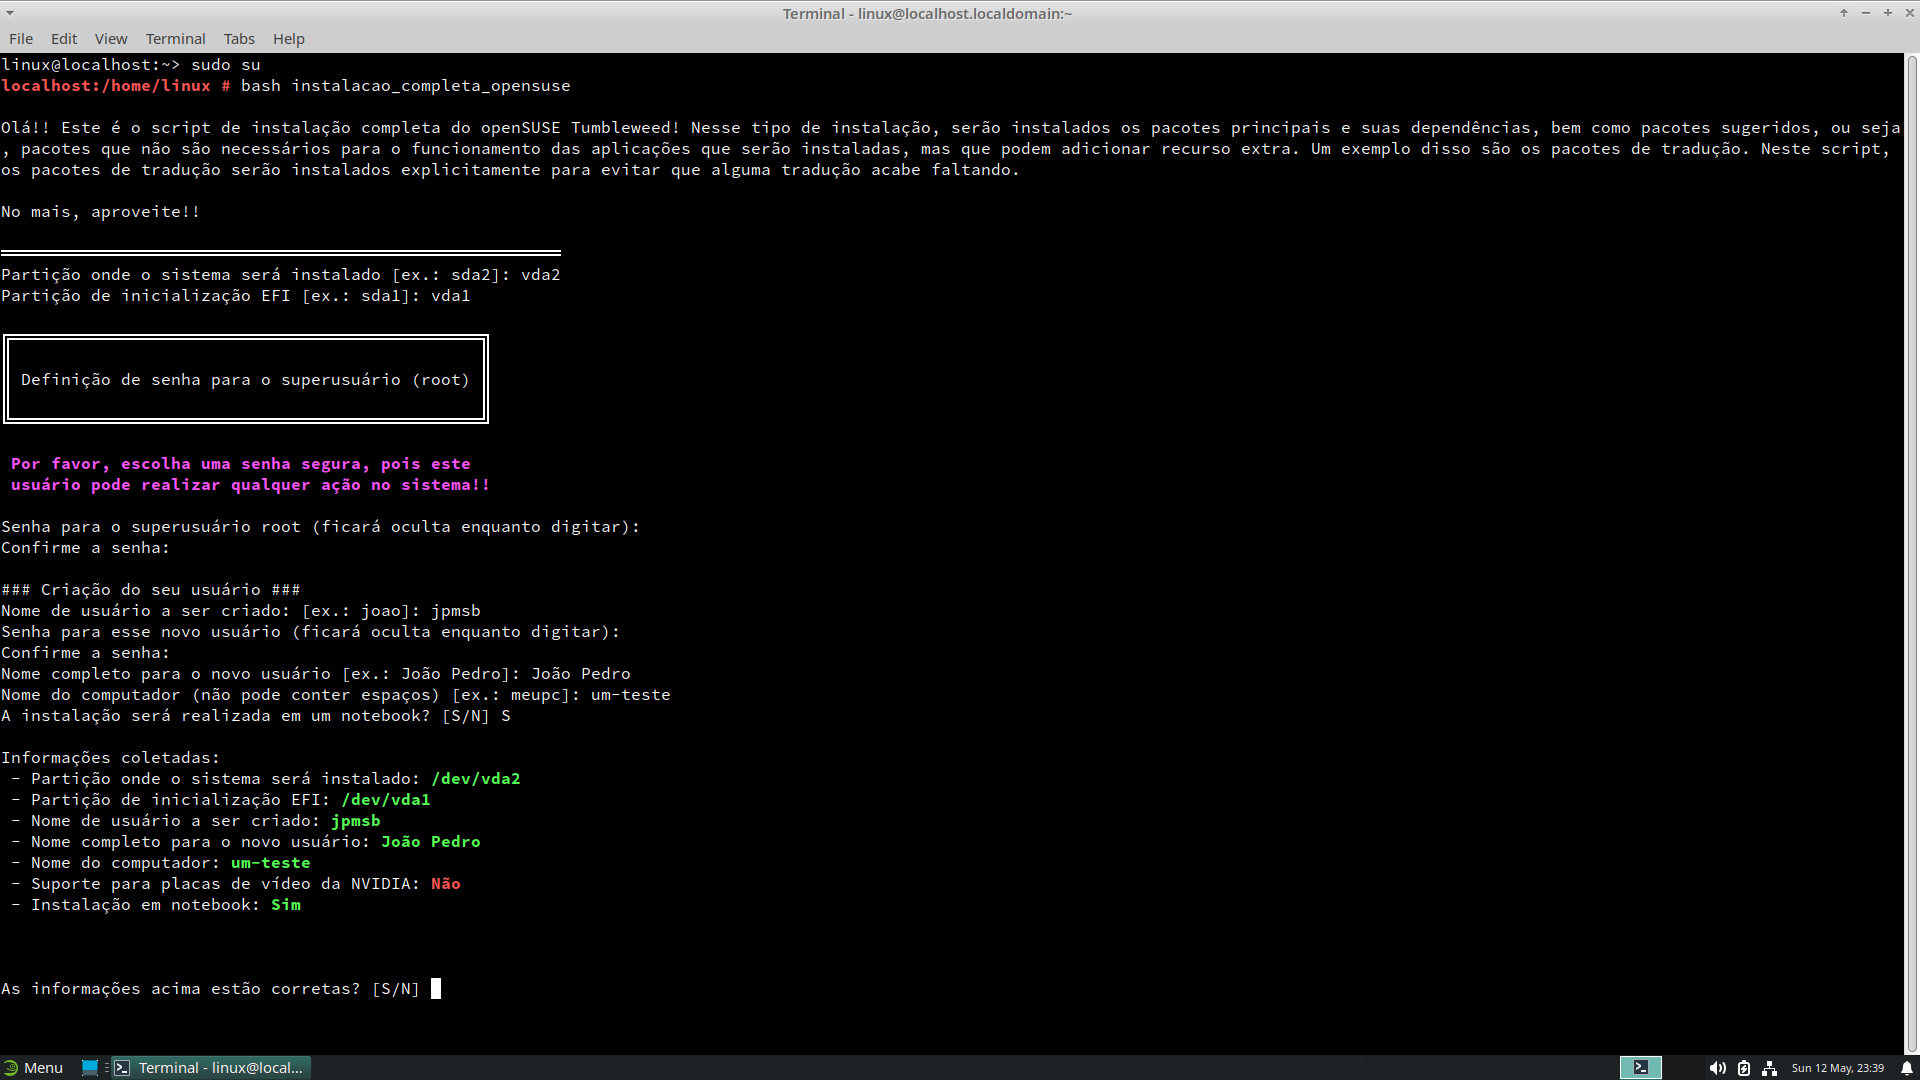 Terminal - linux@localhost.localdomain:~
File Edit View Terminal Tabs Help
linux@localhost:~> sudo su
localhost:/home/linux # bash instalacao_completa_opensuse
Olá!! Este é o script de instalação completa do openSUSE Tumbleweed! Nesse tipo de instalação, serão instalados os pacotes principais e suas dependências, bem como pacotes sugeridos, ou seja
, pacotes que não são necessários para o funcionamento das aplicações que serão instaladas, mas que podem adicionar recurso extra. Um exemplo disso são os pacotes de tradução. Neste script,
os pacotes de tradução serão instalados explicitamente para evitar que alguma tradução acabe faltando.
No mais, aproveite!!
Partição onde o sistema será instalado [ex.: sda2]: vda2
Partição de inicialização EFI [ex.: sda1]: vda1
Definição de senha para o superusuário (root)
Por favor, escolha uma senha segura, pois este
usuário pode realizar qualquer ação no sistema!!
Senha para o superusuário root (ficará oculta enquanto digitar):
Confirme a senha:
### Criação do seu usuário ###
Nome de usuário a ser criado: [ex.: joao]: jpmsb
Senha para esse novo usuário (ficará oculta enquanto digitar):
Confirme a senha:
Nome completo para o novo usuário [ex.: João Pedro]: João Pedro
Nome do computador (não pode conter espaços) [ex.: meupc]: um-teste
A instalação será realizada em um notebook? [S/N] S
Informações coletadas:
- Partição onde o sistema será instalado: /dev/vda2
- Partição de inicialização EFI: /dev/vda1
- Nome de usuário a ser criado: jpmsb
- Nome completo para o novo usuário: João Pedro
- Nome do computador: um-teste
- Suporte para placas de vídeo da NVIDIA: Não
- Instalação em notebook: Sim
As informações acima estão corretas? [S/N]
Menu Terminal - linux@local... Sun 12 May, 23:39